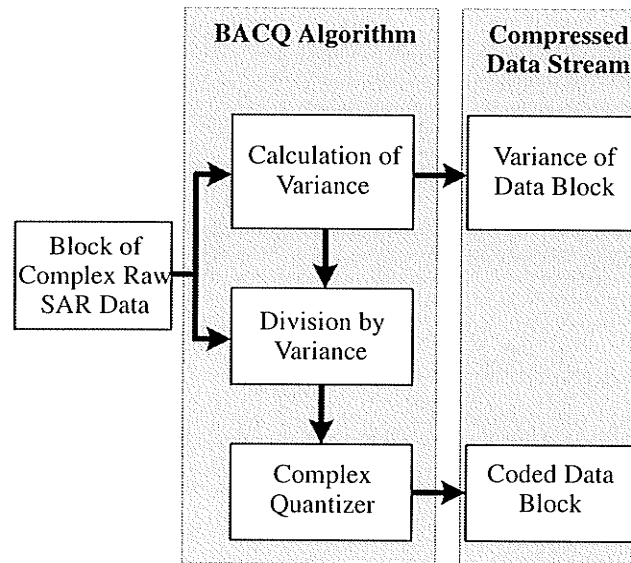 BACQ Algorithm
Compressed
Data Stream
Calculation of
Variance
Variance of
Data Block
Block of
Complex Raw
SAR Data
Division by
Variance
Complex
Quantizer
Coded Data
Block